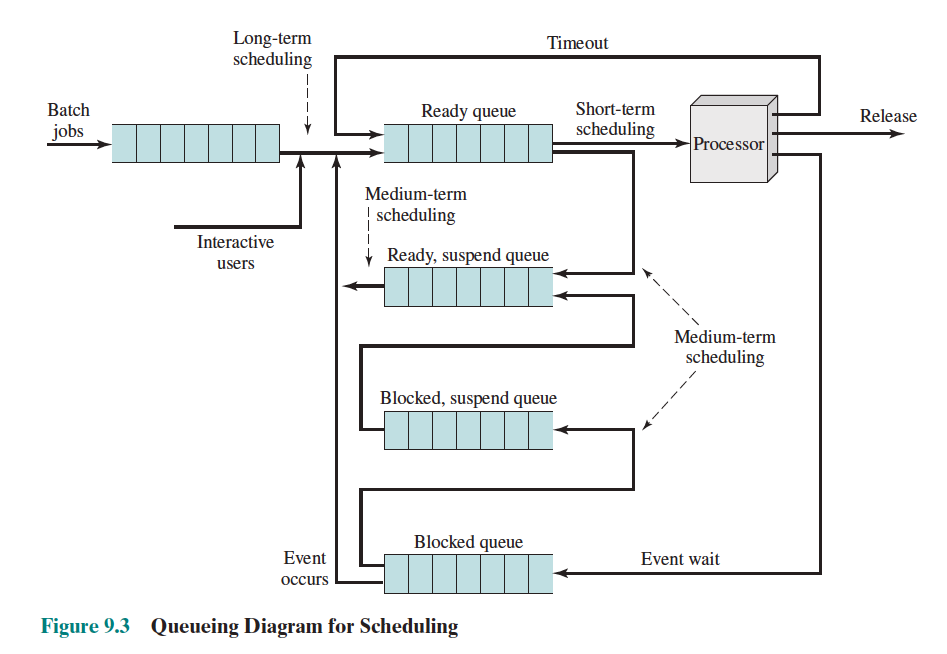 Long-term
scheduling
Timeout
Batch
jobs
Ready queue
Short-term
scheduling
Processor
Release
Medium-term
scheduling
Interactive
users
Ready, suspend queue
Medium-term
scheduling
Blocked, suspend queue
Blocked queue
Event
occurs
Event wait
Figure 9.3 Queueing Diagram for Scheduling